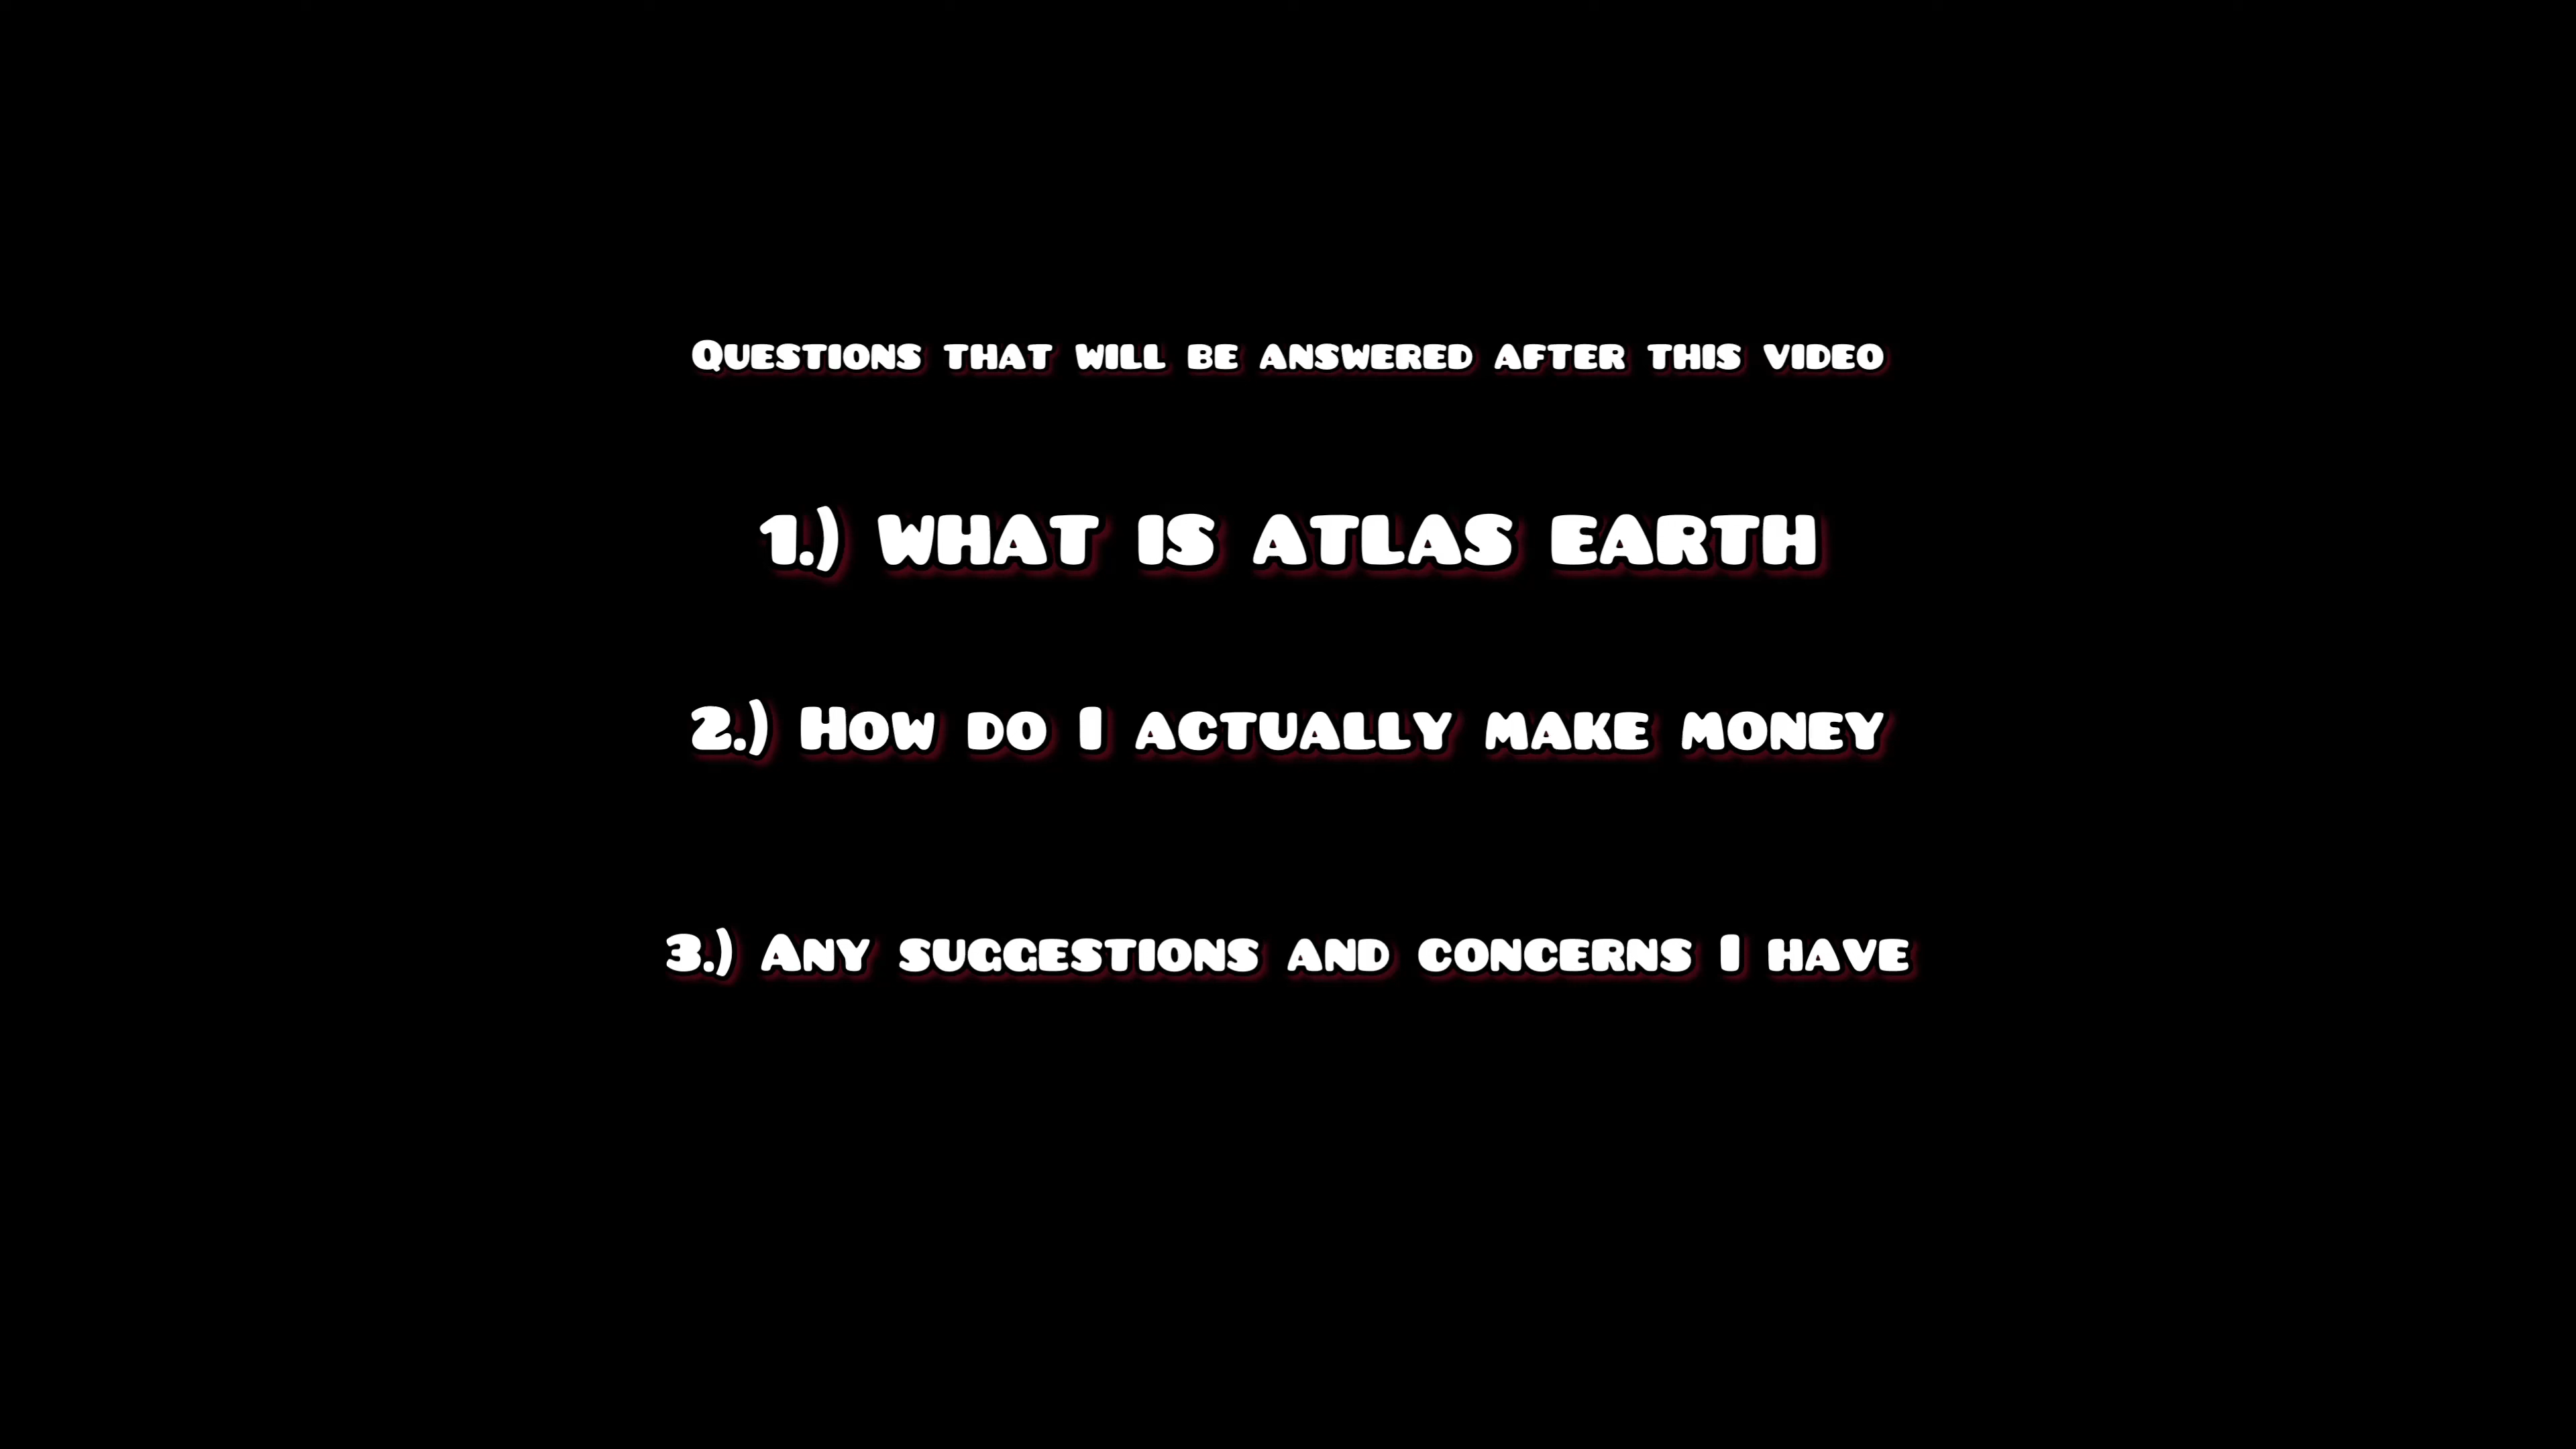 Questions that will be answered after this video
1.) WHAT IS ATLAS EARTH
2.) How do I actually make money
3.) Any suggestions and concerns I have